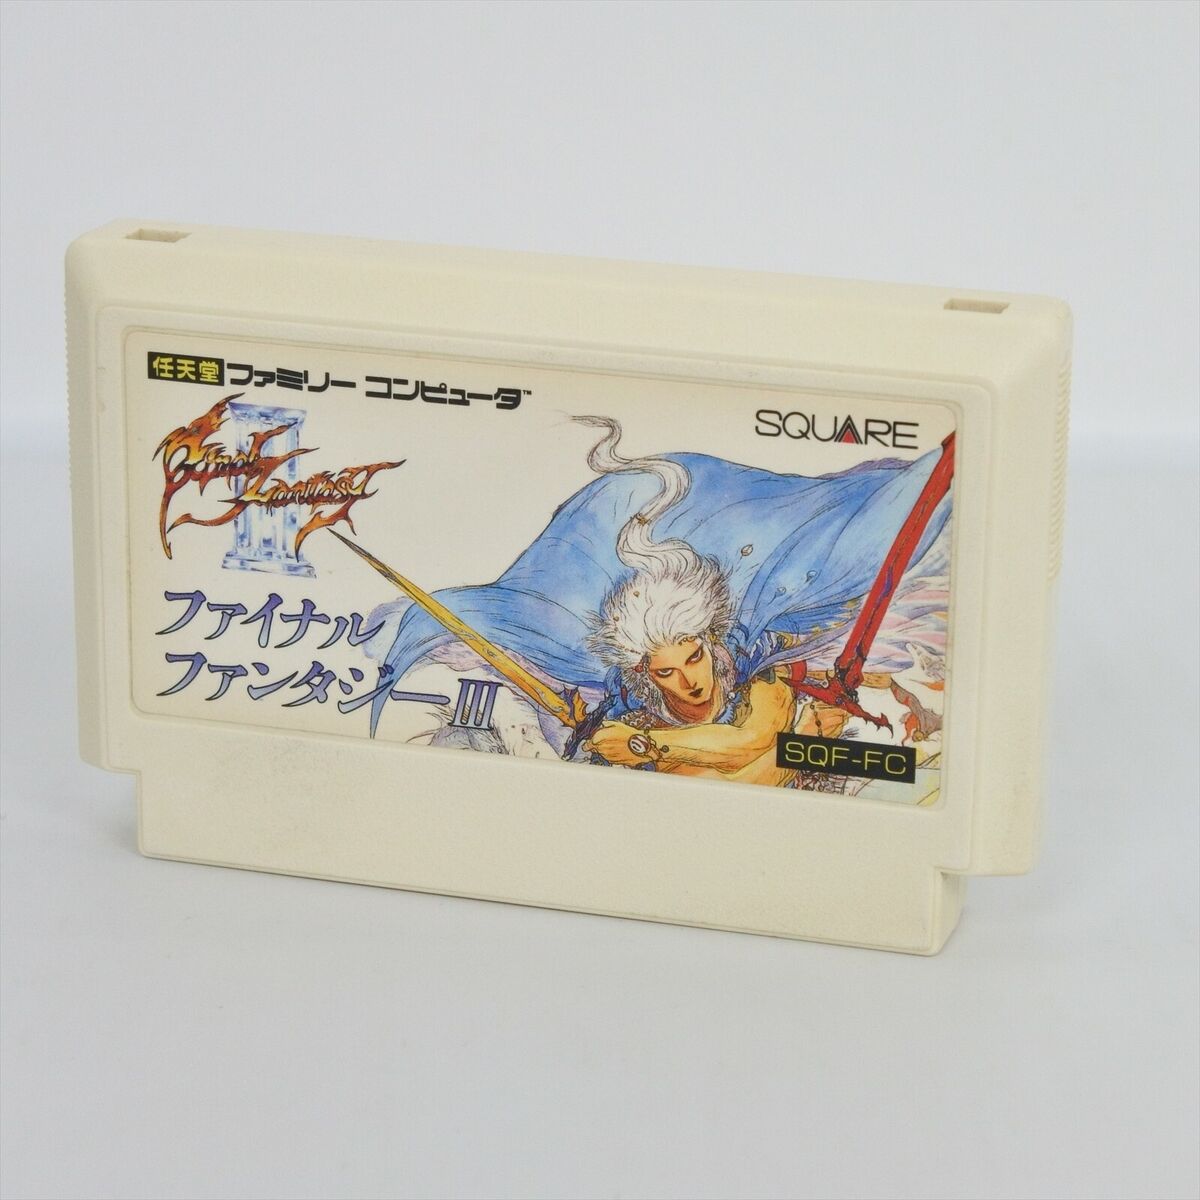 任天堂 ファミリー コンピュータ™
SQUARE
Final Fantasy III
ファイナル
ファンタジーIII
SQF-FC